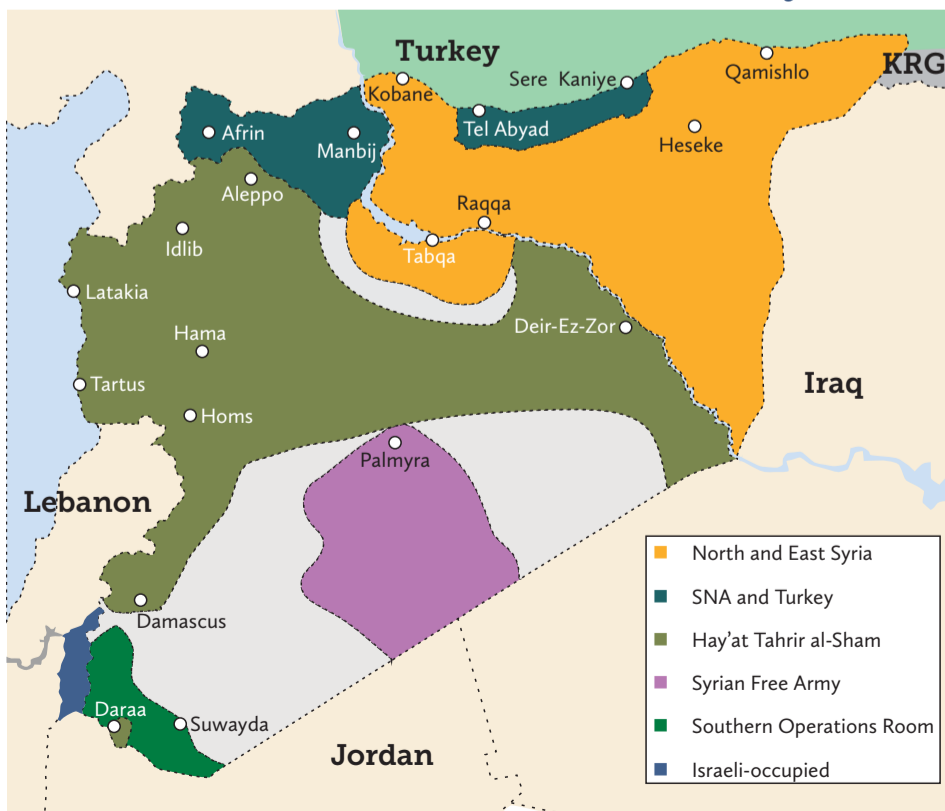 Turkey
KRG
Qamishlo
Sere Kaniye
Kobane
Tel Abyad
Afrin
Manbij
Heseke
Aleppo
Raqqa
Idlib
Tabqa
Latakia
Deir-Ez-Zor
Hama
Tartus
Iraq
Homs
Palmyra
Lebanon
Damascus
Daraa
Suwayda
Jordan
North and East Syria
SNA and Turkey
Hay’at Tahrir al-Sham
Syrian Free Army
Southern Operations Room
Israeli-occupied